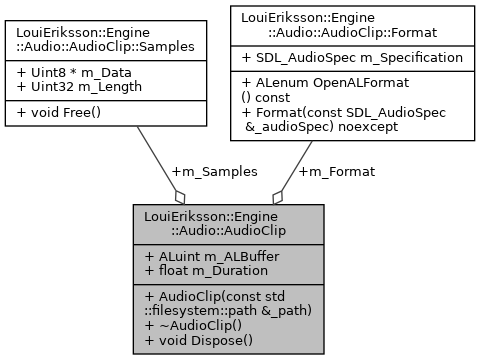 LouiEriksson::Engine
::Audio::AudioClip::Samples
+ Uint8 * m_Data
+ Uint32 m_Length
+ void Free()
LouiEriksson::Engine
::Audio::AudioClip::Format
+ SDL_AudioSpec m_Specification
+ ALenum OpenALFormat
() const
+ Format(const SDL_AudioSpec
&_audioSpec) noexcept
+m_Samples
+m_Format
LouiEriksson::Engine
::Audio::AudioClip
+ ALuint m_ALBuffer
+ float m_Duration
+ AudioClip(const std
::filesystem::path &_path)
+ ~AudioClip()
+ void Dispose()